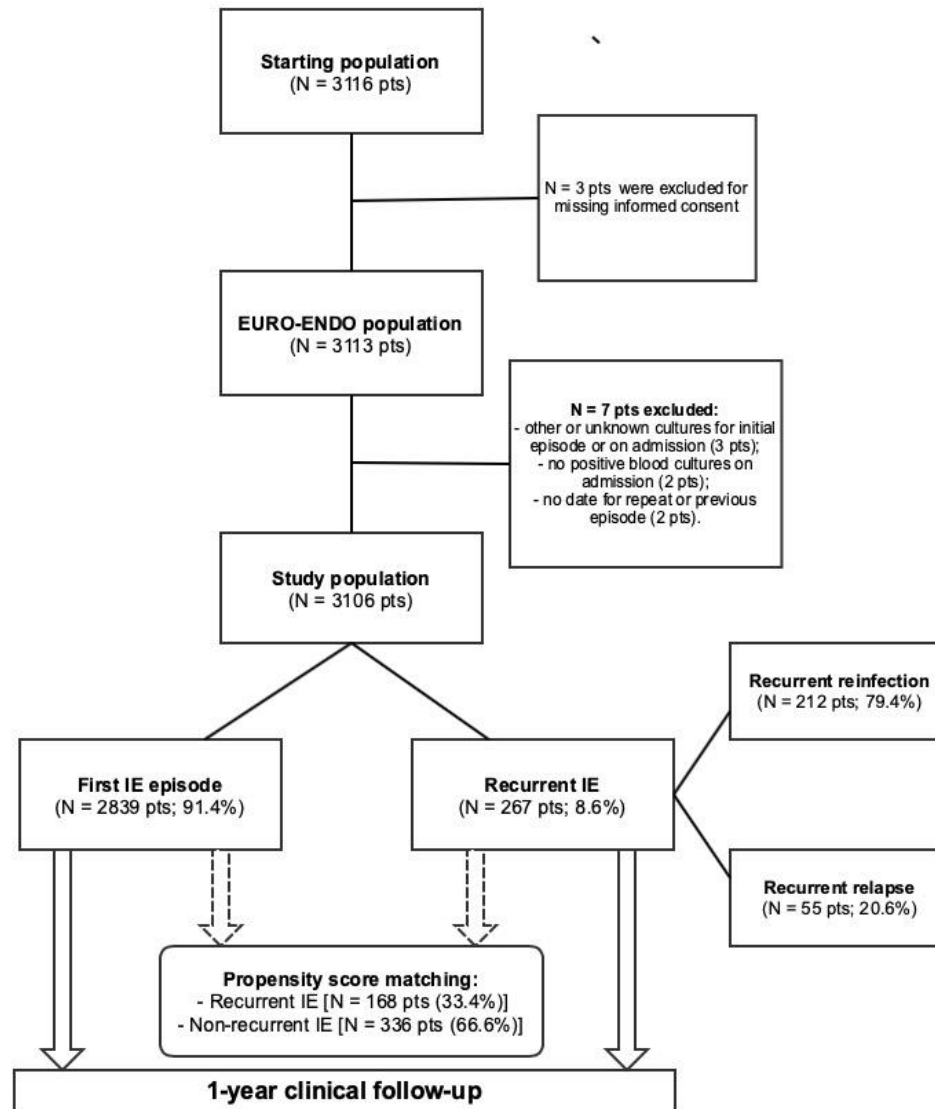 Starting population
(N = 3116 pts)
N = 3 pts were excluded for
missing informed consent
EURO-ENDO population
(N = 3113 pts)
N = 7 pts excluded:
- other or unknown cultures for initial
episode or on admission (3 pts);
- no positive blood cultures on
admission (2 pts);
- no date for repeat or previous
episode (2 pts).
Study population
(N = 3106 pts)
Recurrent reinfection
(N = 212 pts; 79.4%)
First IE episode
(N = 2839 pts; 91.4%)
Recurrent IE
(N = 267 pts; 8.6%)
Recurrent relapse
(N = 55 pts; 20.6%)
Propensity score matching:
- Recurrent IE [N = 168 pts (33.4%)]
- Non-recurrent IE [N = 336 pts (66.6%)]
1-year clinical follow-up